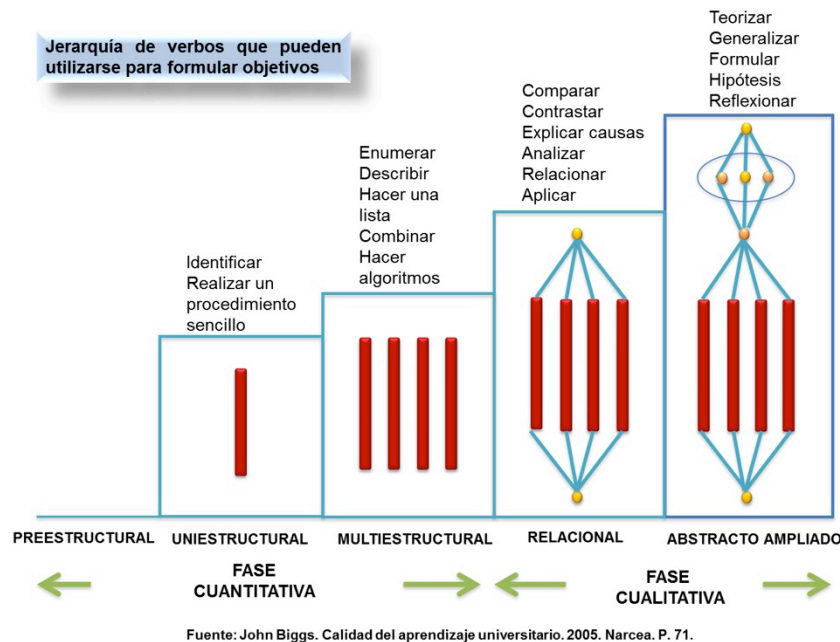 Jerarquía de verbos que pueden
utilizarse para formular objetivos
Identificar
Realizar un
procedimiento
sencillo
Enumerar
Describir
Hacer una
lista
Combinar
Hacer
algoritmos
Comparar
Contrastar
Explicar causas
Analizar
Relacionar
Aplicar
Teorizar
Generalizar
Formular
Hipótesis
Reflexionar
PREESTRUCTURAL
UNIESTRUCTURAL
MULTIESTRUCTURAL
RELACIONAL
ABSTRACTO AMPLIADO
FASE
CUANTITATIVA
FASE
CUALITATIVA
Fuente: John Biggs. Calidad del aprendizaje universitario. 2005. Narcea. P. 71.